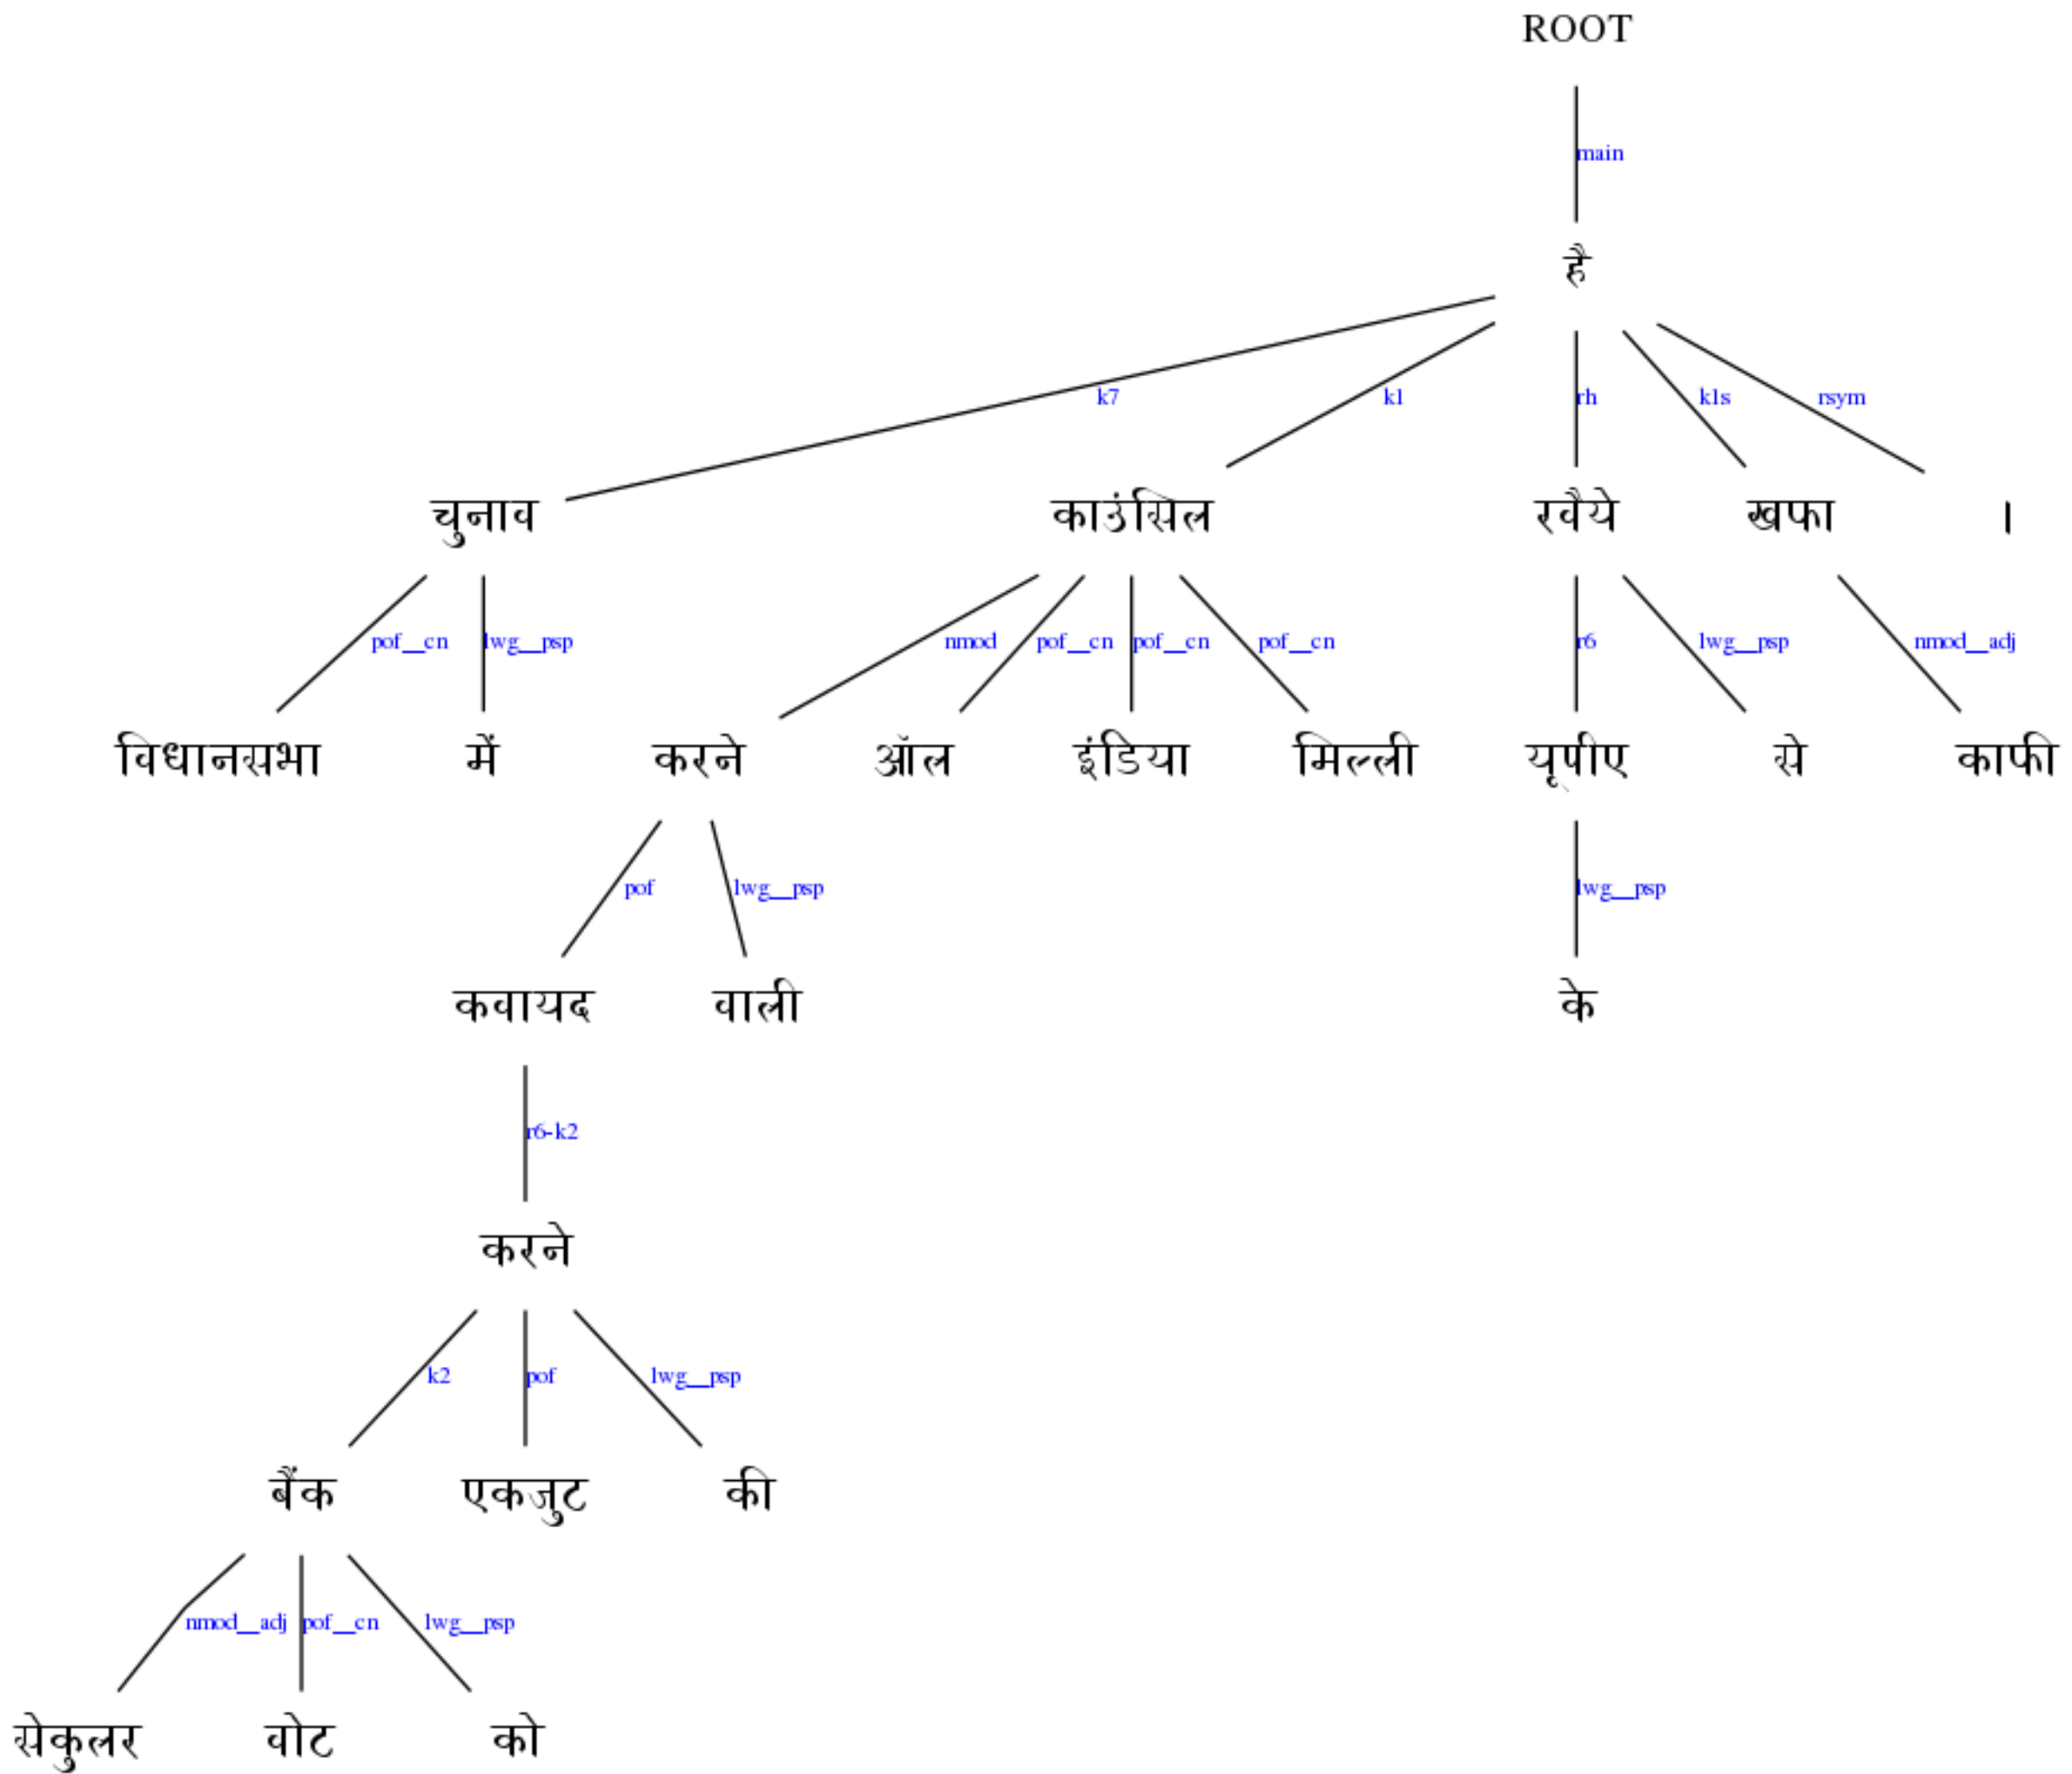 ROOT
main
है
k7 k1 rh k1s rsym
चुनाव काउंसिल रवैये खफा ।
pof__cn lwg__psp nmod pof__cn pof__cn pof__cn r6 lwg__psp nmod__adj
विधानसभा में करने ऑल इंडिया मिल्ली यूपीए से काफी
pof lwg__psp lwg__psp
कवायद वाली के
r6-k2
करने
k2 pof lwg__psp
बैंक एकजुट की
nmod__adj pof__cn lwg__psp
सेकुलर वोट को